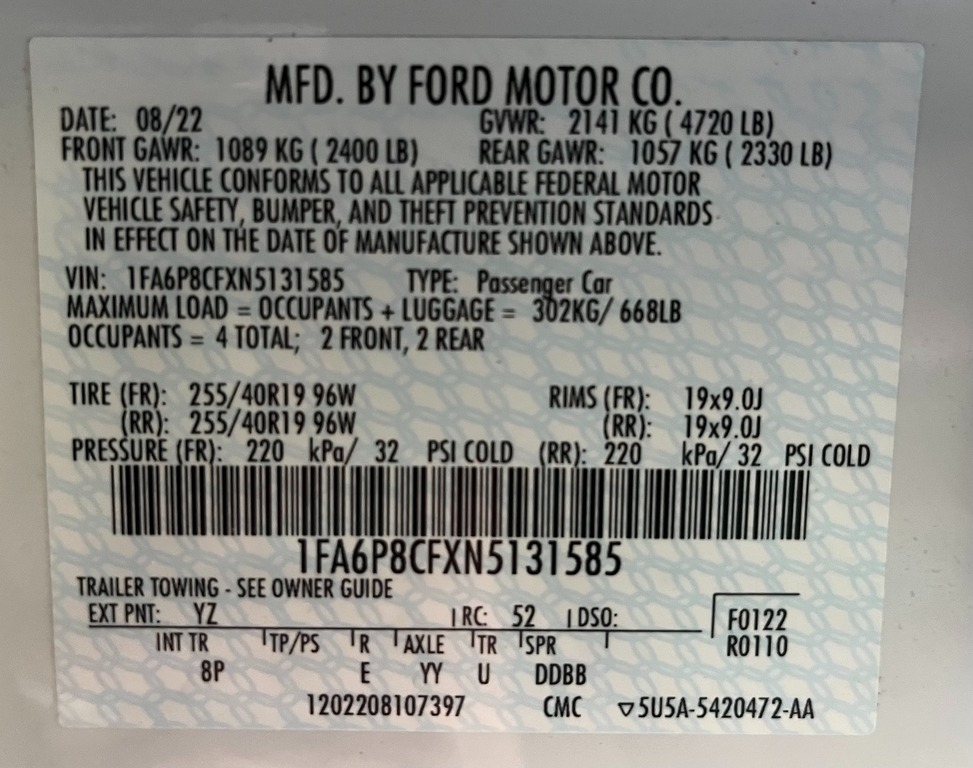 MFD. BY FORD MOTOR CO.
DATE: 08/22 GVWR: 2141 KG ( 4720 LB)
FRONT GAWR: 1089 KG ( 2400 LB) REAR GAWR: 1057 KG ( 2330 LB)
THIS VEHICLE CONFORMS TO ALL APPLICABLE FEDERAL MOTOR
VEHICLE SAFETY, BUMPER, AND THEFT PREVENTION STANDARDS
IN EFFECT ON THE DATE OF MANUFACTURE SHOWN ABOVE.
VIN: 1FA6P8CFXN5131585 TYPE: Passenger Car
MAXIMUM LOAD = OCCUPANTS + LUGGAGE = 302KG/ 668LB
OCCUPANTS = 4 TOTAL; 2 FRONT, 2 REAR
TIRE (FR): 255/40R19 96W RIMS (FR): 19x9.0J
(RR): 255/40R19 96W (RR): 19x9.0J
PRESSURE (FR): 220 kPa/ 32 PSI COLD (RR): 220 kPa/ 32 PSI COLD
1FA6P8CFXN5131585
TRAILER TOWING - SEE OWNER GUIDE
EXT PNT: YZ RC: 52 DSO: F0122
INT TR TP/PS R AXLE TR SPR R0110
8P E YY U DDBB
1202208107397 CMC ▽5U5A-5420472-AA